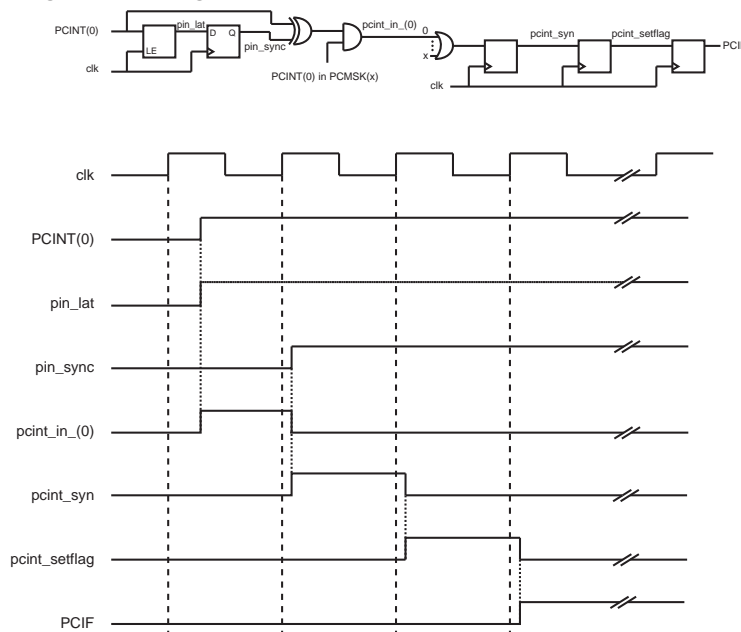 PCINT(0)
pin_lat
pcint_in_(0)
0
LE
D Q
pin_sync
x
pcint_syn
pcint_setflag
clk
PCINT(0) in PCMSK(x)
clk
clk
PCINT(0)
pin_lat
pin_sync
pcint_in_(0)
pcint_syn
pcint_setflag
PCIF